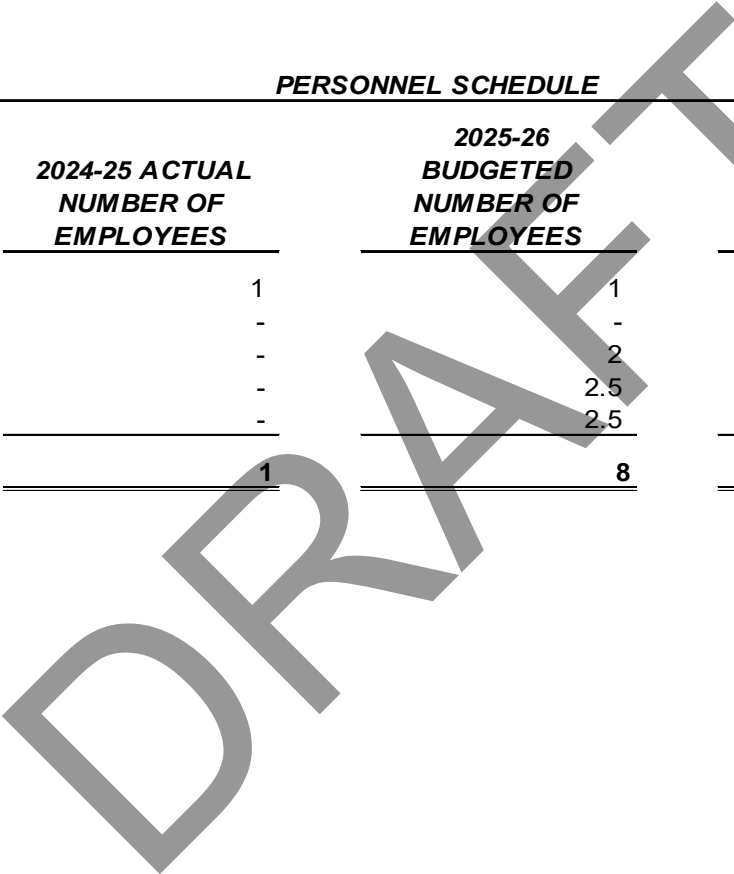 PERSONNEL SCHEDULE
2025-26
2024-25 ACTUAL BUDGETED
NUMBER OF NUMBER OF
EMPLOYEES EMPLOYEES
1 1
- -
- 2
- 2.5
- 2.5
1 8
DRAFT